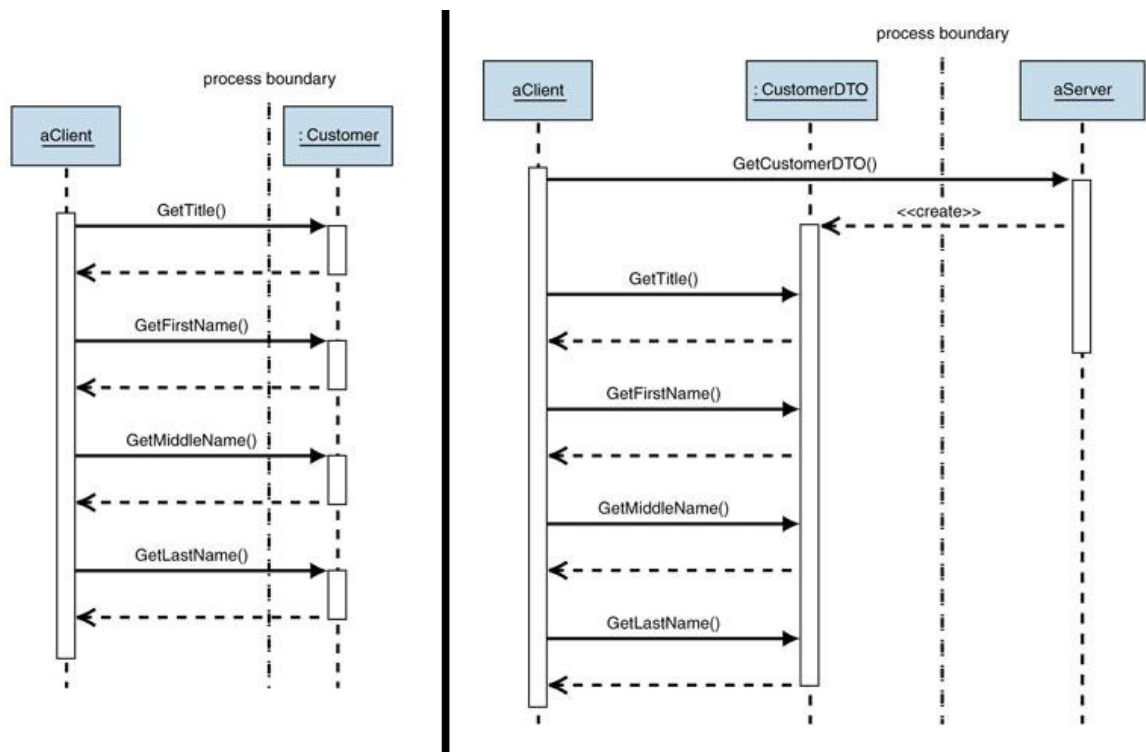 process boundary
aClient
: Customer
GetTitle()
GetFirstName()
GetMiddleName()
GetLastName()
process boundary
aClient
: CustomerDTO
aServer
GetCustomerDTO()
<<create>>
GetTitle()
GetFirstName()
GetMiddleName()
GetLastName()